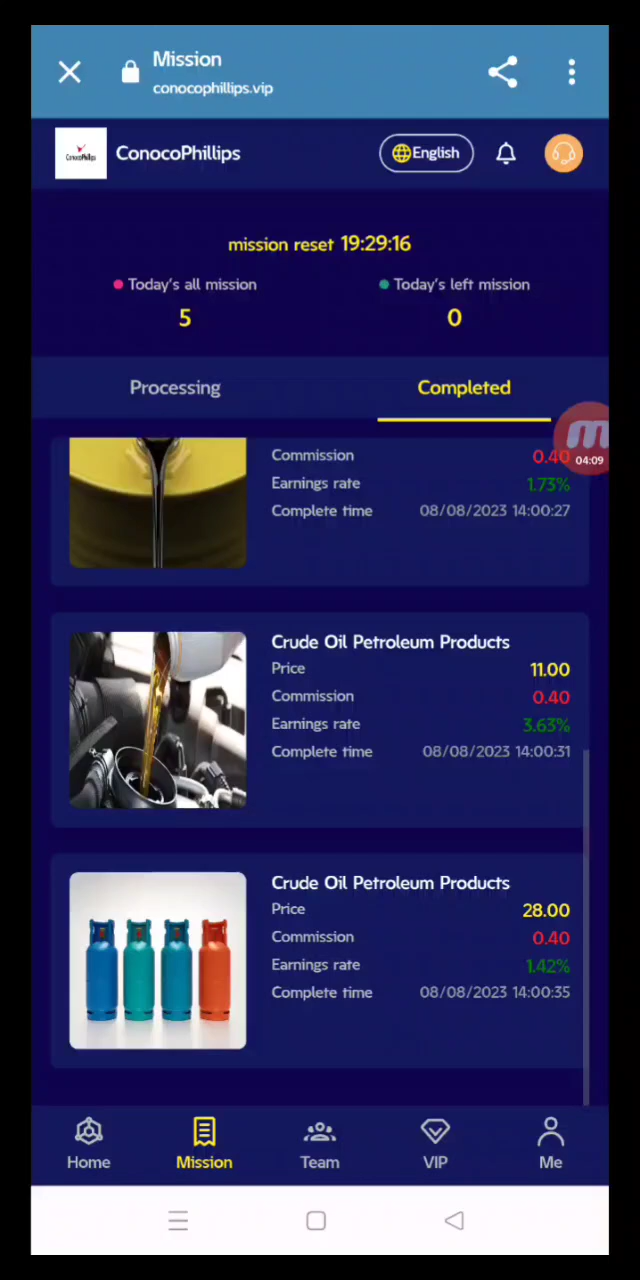 Mission
conocophillips.vip
ConocoPhillips
ConocoPhillips
English
mission reset 19:29:16
Today's all mission
Today's left mission
5
0
Processing
Completed
Commission 0.40
04:09
Earnings rate 1.73%
Complete time 08/08/2023 14:00:27
Crude Oil Petroleum Products
Price 11.00
Commission 0.40
Earnings rate 3.63%
Complete time 08/08/2023 14:00:31
Crude Oil Petroleum Products
Price 28.00
Commission 0.40
Earnings rate 1.42%
Complete time 08/08/2023 14:00:35
Home
Mission
Team
VIP
Me